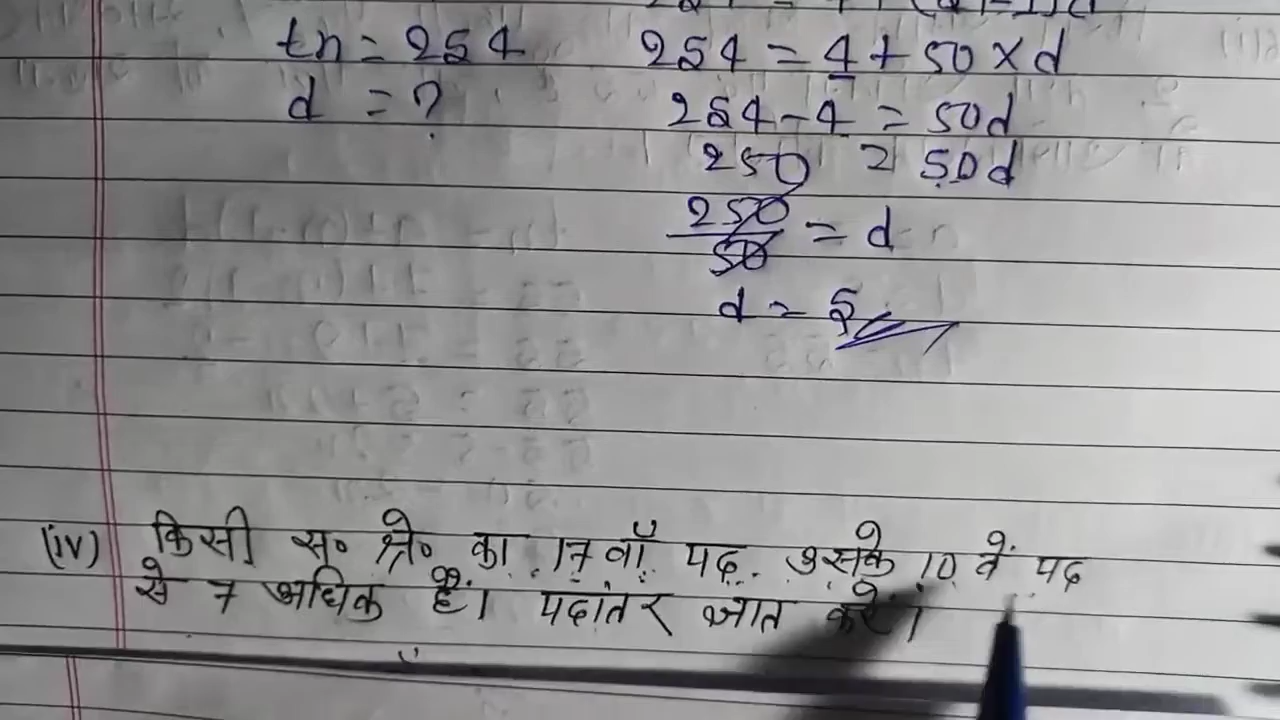 tn = 254
254 = 4 + 50 × d
d = ?
254 - 4 = 50d
250 = 50d
250/50 = d
d = 5
(iv) किसी स० श्रे० का 17 वाँ पद उसके 10 वें पद
से 7 अधिक है। पदांतर ज्ञात करें।